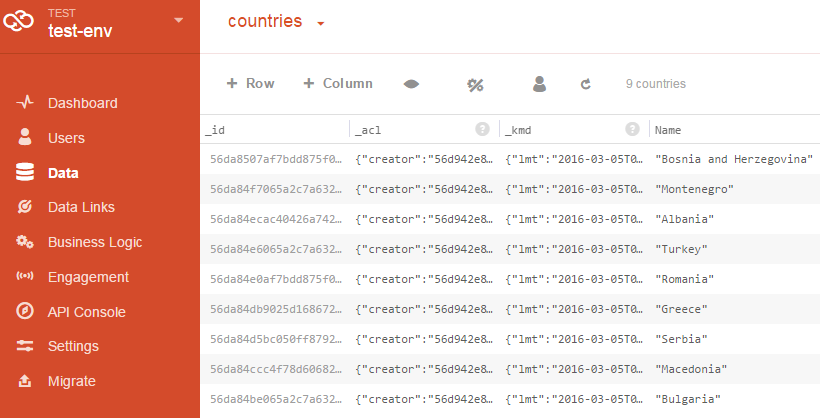 TEST
test-env
countries
+ Row + Column 9 countries
Dashboard
Users
Data
Data Links
Business Logic
Engagement
API Console
Settings
Migrate
_id _acl ? _kmd ? Name
56da8507af7bdd875f0… {"creator":"56d942e8… {"lmt":"2016-03-05T0… "Bosnia and Herzegovina"
56da84f7065a2c7a632… {"creator":"56d942e8… {"lmt":"2016-03-05T0… "Montenegro"
56da84ecac40426a742… {"creator":"56d942e8… {"lmt":"2016-03-05T0… "Albania"
56da84e6065a2c7a632… {"creator":"56d942e8… {"lmt":"2016-03-05T0… "Turkey"
56da84e0af7bdd875f0… {"creator":"56d942e8… {"lmt":"2016-03-05T0… "Romania"
56da84db9025d168672… {"creator":"56d942e8… {"lmt":"2016-03-05T0… "Greece"
56da84d5bc050ff8792… {"creator":"56d942e8… {"lmt":"2016-03-05T0… "Serbia"
56da84ccc4f78d60682… {"creator":"56d942e8… {"lmt":"2016-03-05T0… "Macedonia"
56da84be065a2c7a632… {"creator":"56d942e8… {"lmt":"2016-03-05T0… "Bulgaria"